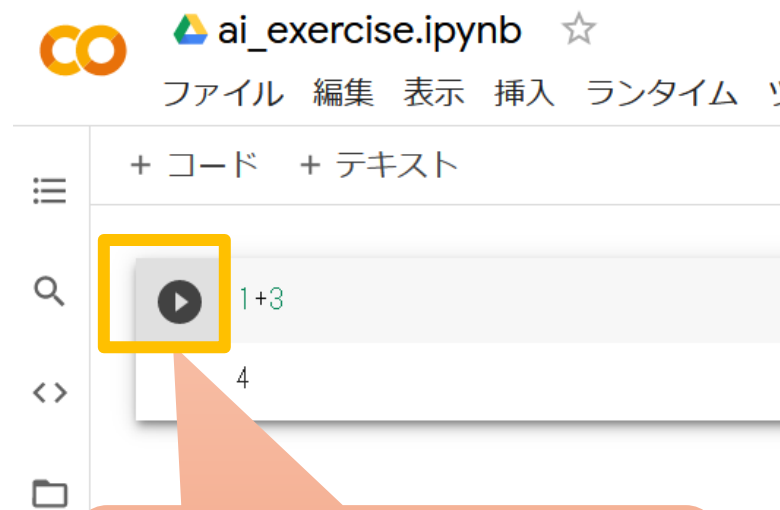 ai_exercise.ipynb
ファイル 編集 表示 挿入 ランタイム
+ コード + テキスト
1+3
4